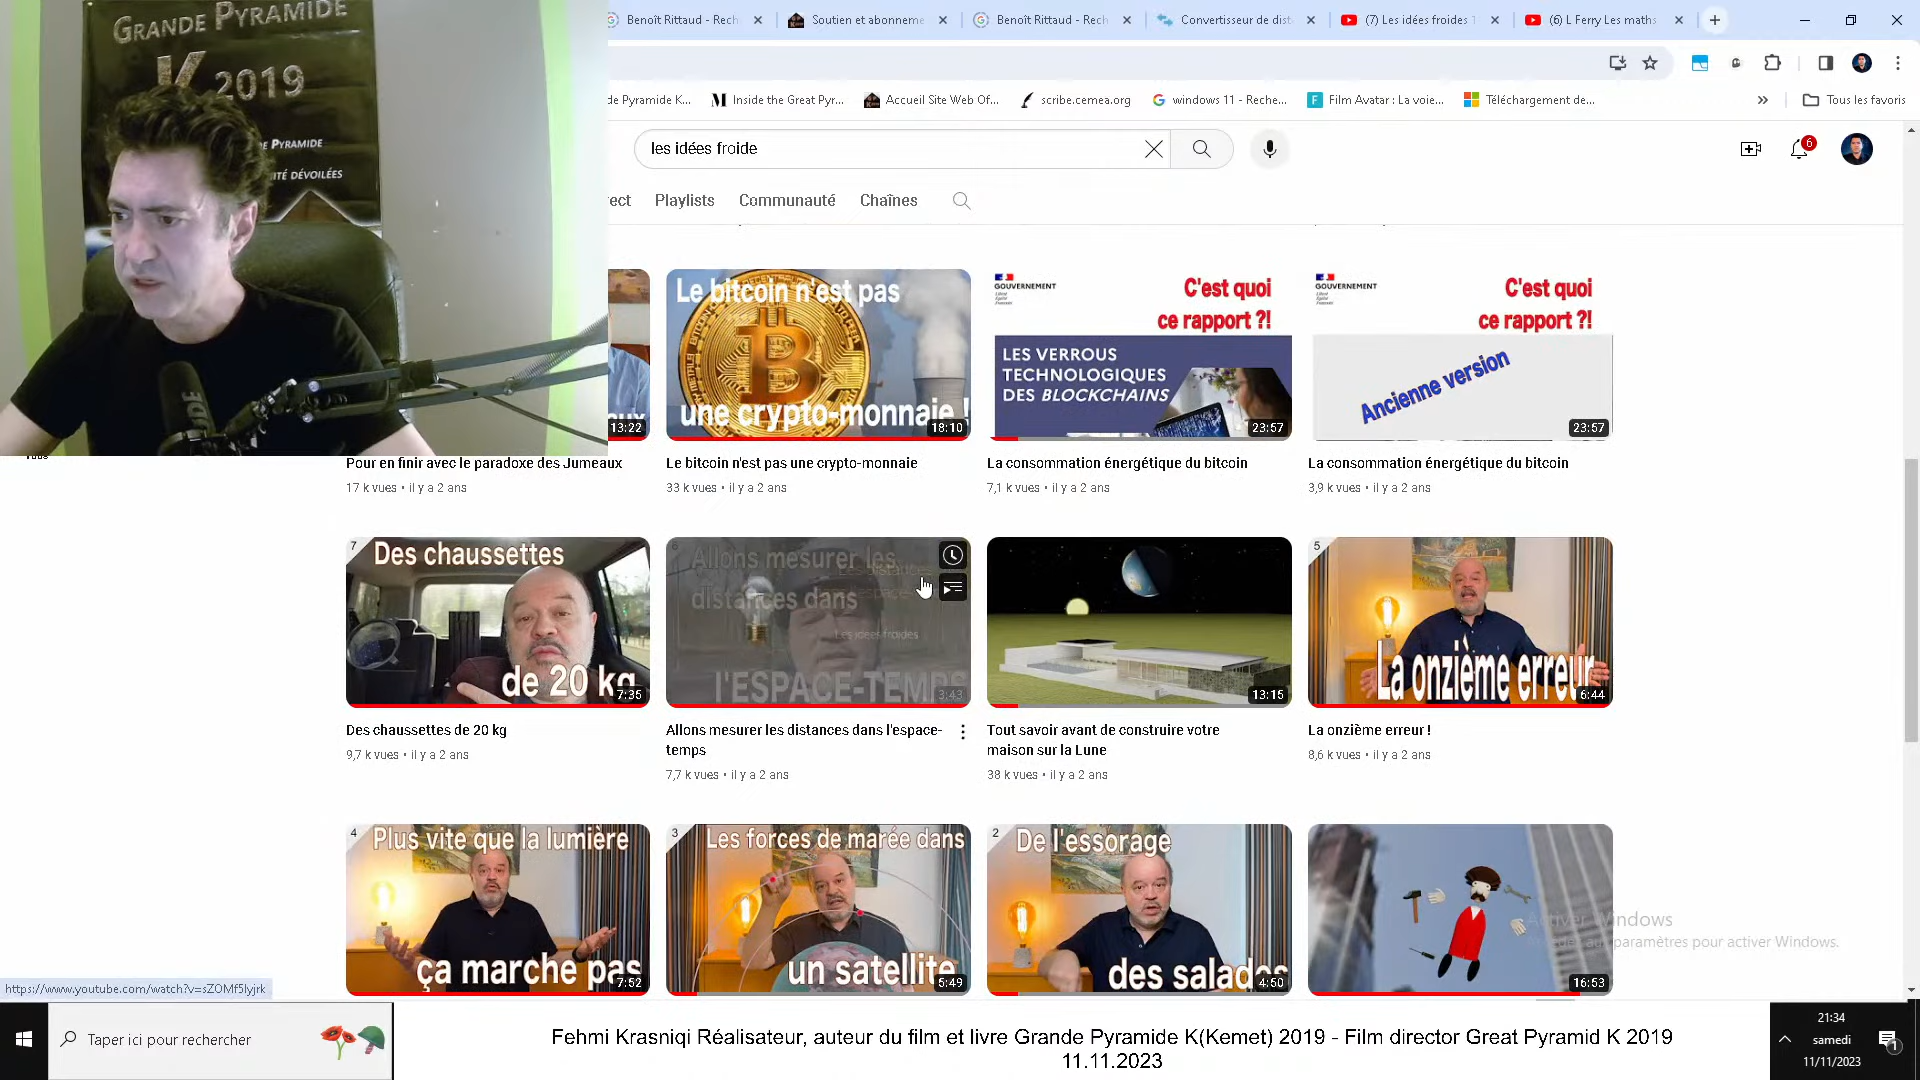 GRANDE PYRAMIDE
K 2019
E PYRAMIDE
ITÉ DÉVOILÉES
Benoît Rittaud - Rech
Soutien et abonneme
Benoît Rittaud - Rech
Convertisseur de dist
(7) Les idées froides
(6) L Ferry Les maths
de Pyramide K...
Inside the Great Pyr...
Accueil Site Web Of...
scribe.cemea.org
windows 11 - Reche...
Film Avatar : La voie...
Téléchargement de...
Tous les favoris
les idées froide
6
rect
Playlists
Communauté
Chaînes
13:22
Pour en finir avec le paradoxe des Jumeaux
17 k vues • il y a 2 ans
Le bitcoin n'est pas
une crypto-monnaie !
18:10
Le bitcoin n'est pas une crypto-monnaie
33 k vues • il y a 2 ans
GOUVERNEMENT
C'est quoi
ce rapport ?!
LES VERROUS
TECHNOLOGIQUES
DES BLOCKCHAINS
23:57
La consommation énergétique du bitcoin
7,1 k vues • il y a 2 ans
GOUVERNEMENT
C'est quoi
ce rapport ?!
Ancienne version
23:57
La consommation énergétique du bitcoin
3,9 k vues • il y a 2 ans
7
Des chaussettes
de 20 kg
7:35
Des chaussettes de 20 kg
9,7 k vues • il y a 2 ans
6
Allons mesurer les
distances dans
Les idées froides
l'ESPACE-TEMPS
3:43
Allons mesurer les distances dans l'espace-
temps
7,7 k vues • il y a 2 ans
13:15
Tout savoir avant de construire votre
maison sur la Lune
38 k vues • il y a 2 ans
5
La onzième erreur
6:44
La onzième erreur !
8,6 k vues • il y a 2 ans
4
Plus vite que la lumière
ça marche pas
7:52
3
Les forces de marée dans
un satellite
5:49
2
De l'essorage
des salades
4:50
16:53
Activer Windows
paramètres pour activer Windows.
https://www.youtube.com/watch?v=sZOMf5lyjrk
Taper ici pour rechercher
Fehmi Krasniqi Réalisateur, auteur du film et livre Grande Pyramide K(Kemet) 2019 - Film director Great Pyramid K 2019
11.11.2023
21:34
samedi
11/11/2023
1